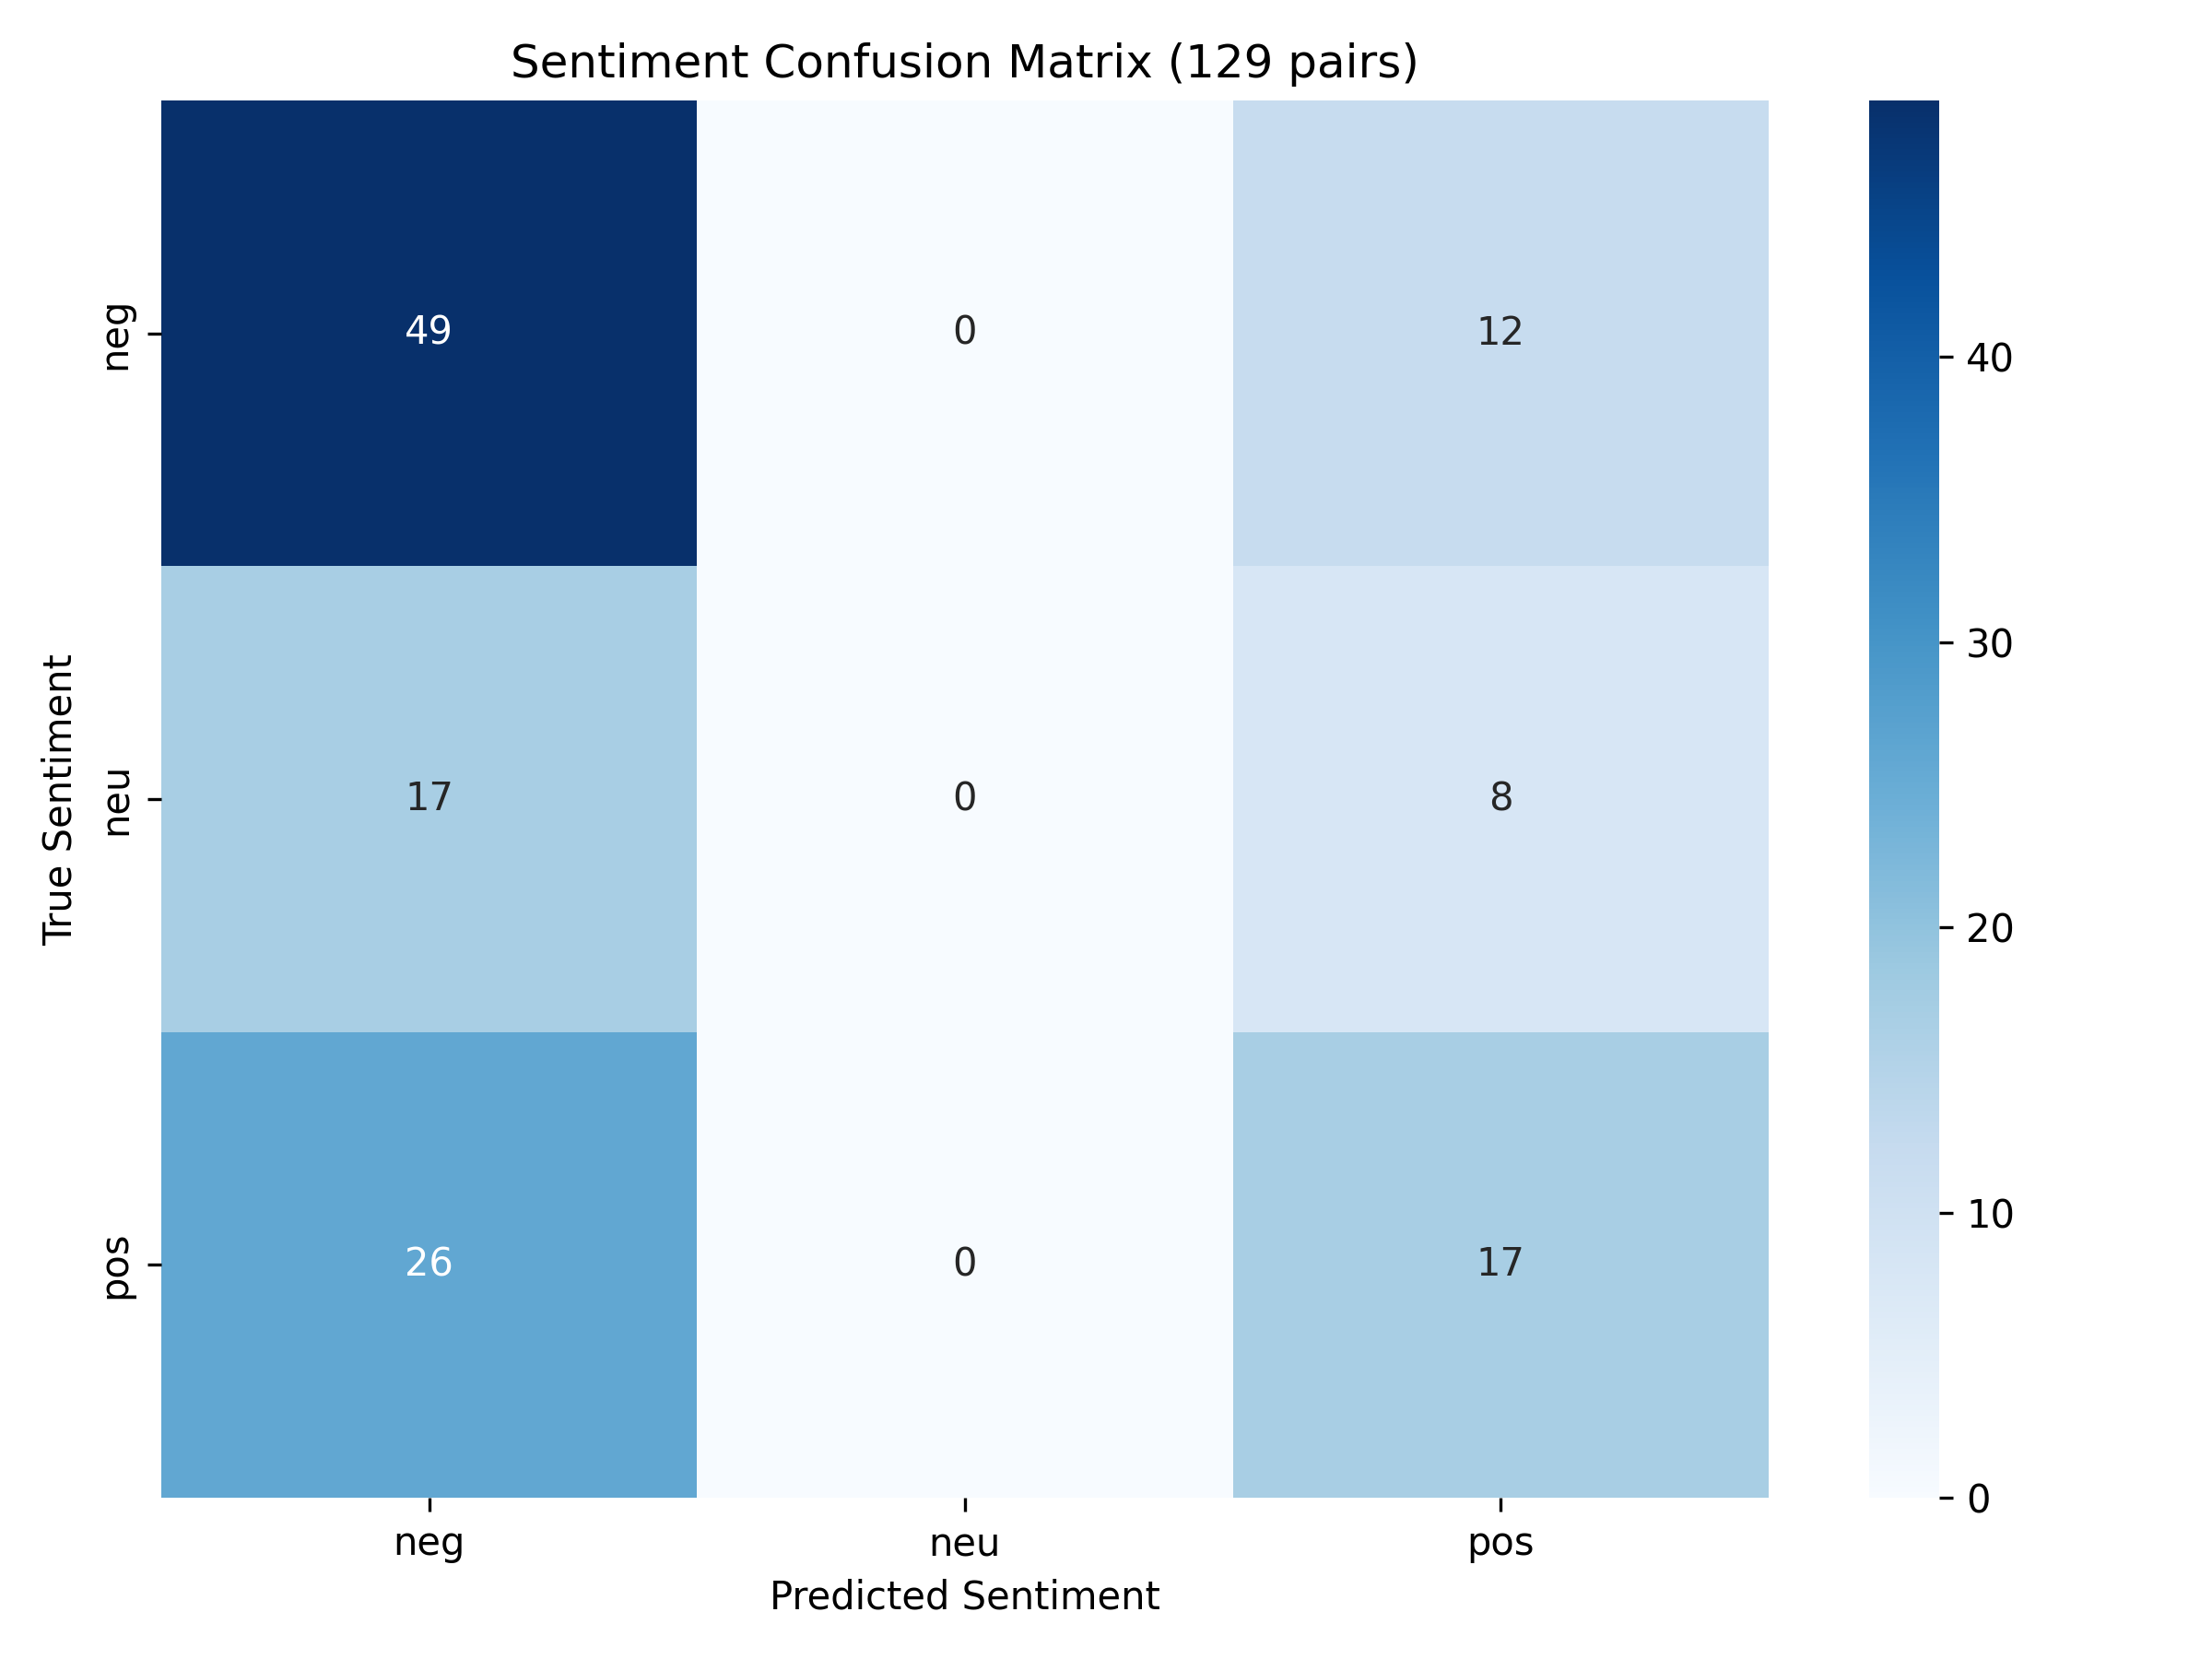 Sentiment Confusion Matrix (129 pairs)
True Sentiment
neg
49
0
12
neu
17
0
8
pos
26
0
17
neg
neu
pos
Predicted Sentiment
40
30
20
10
0